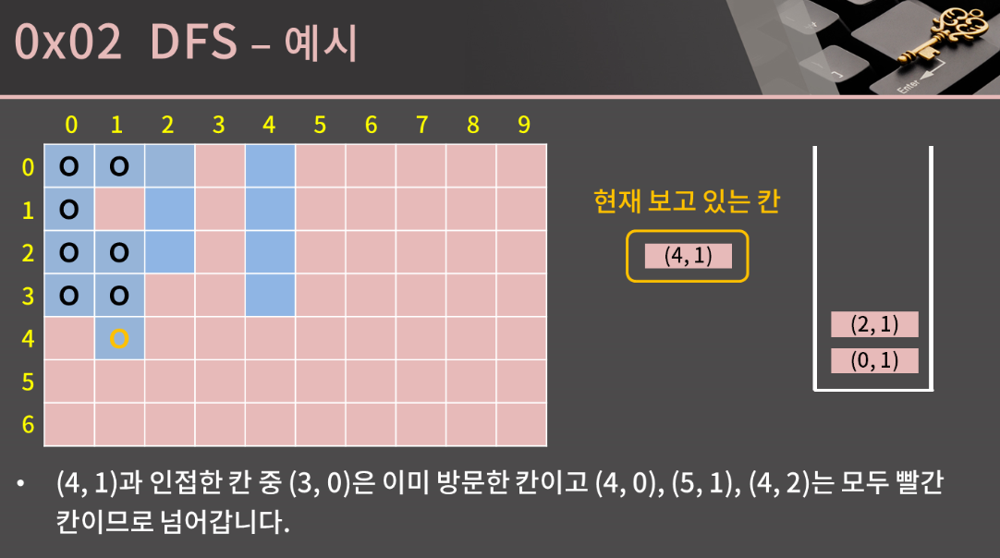 0x02 DFS – 예시
0 1 2 3 4 5 6 7 8 9
0 O O
1 O
2 O O
3 O O
4 O
5
6
현재 보고 있는 칸
(4, 1)
(2, 1)
(0, 1)
• (4, 1)과 인접한 칸 중 (3, 0)은 이미 방문한 칸이고 (4, 0), (5, 1), (4, 2)는 모두 빨간
칸이므로 넘어갑니다.
Enter